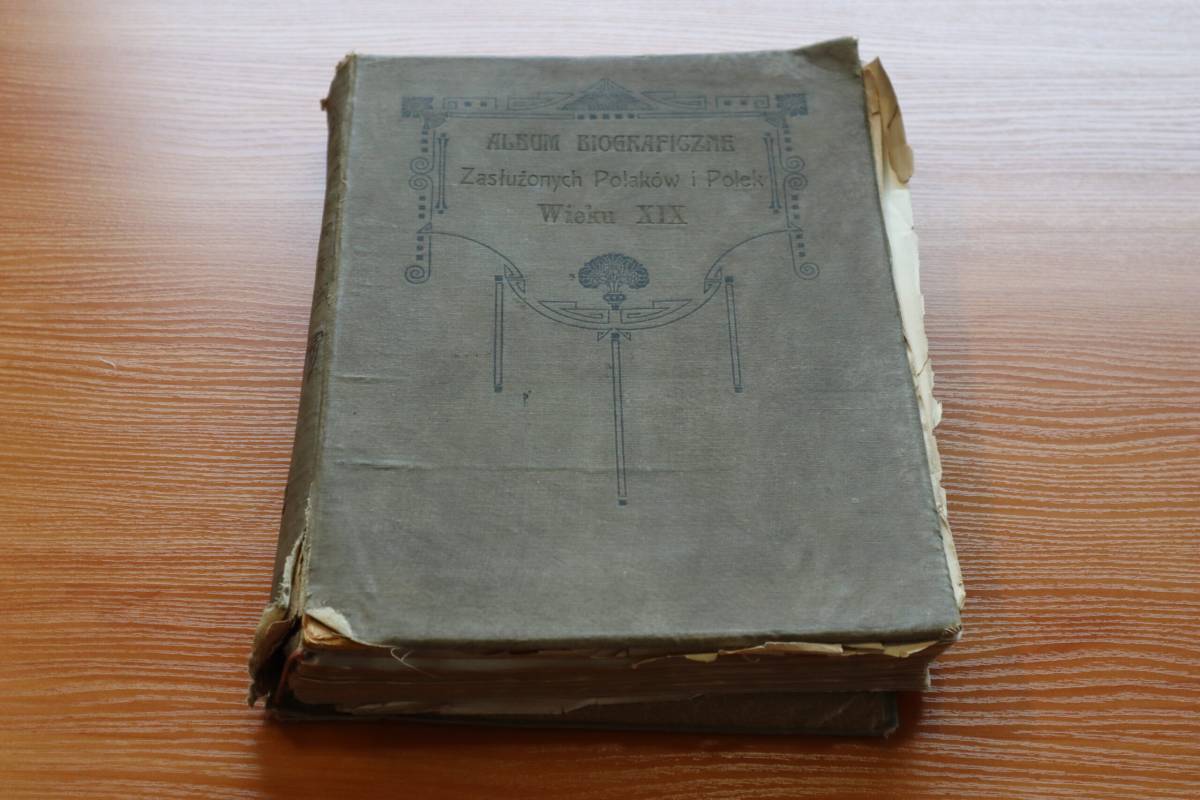 ALBUM BIOGRAFICZNE
Zasłużonych Polaków i Polek
Wieku XIX